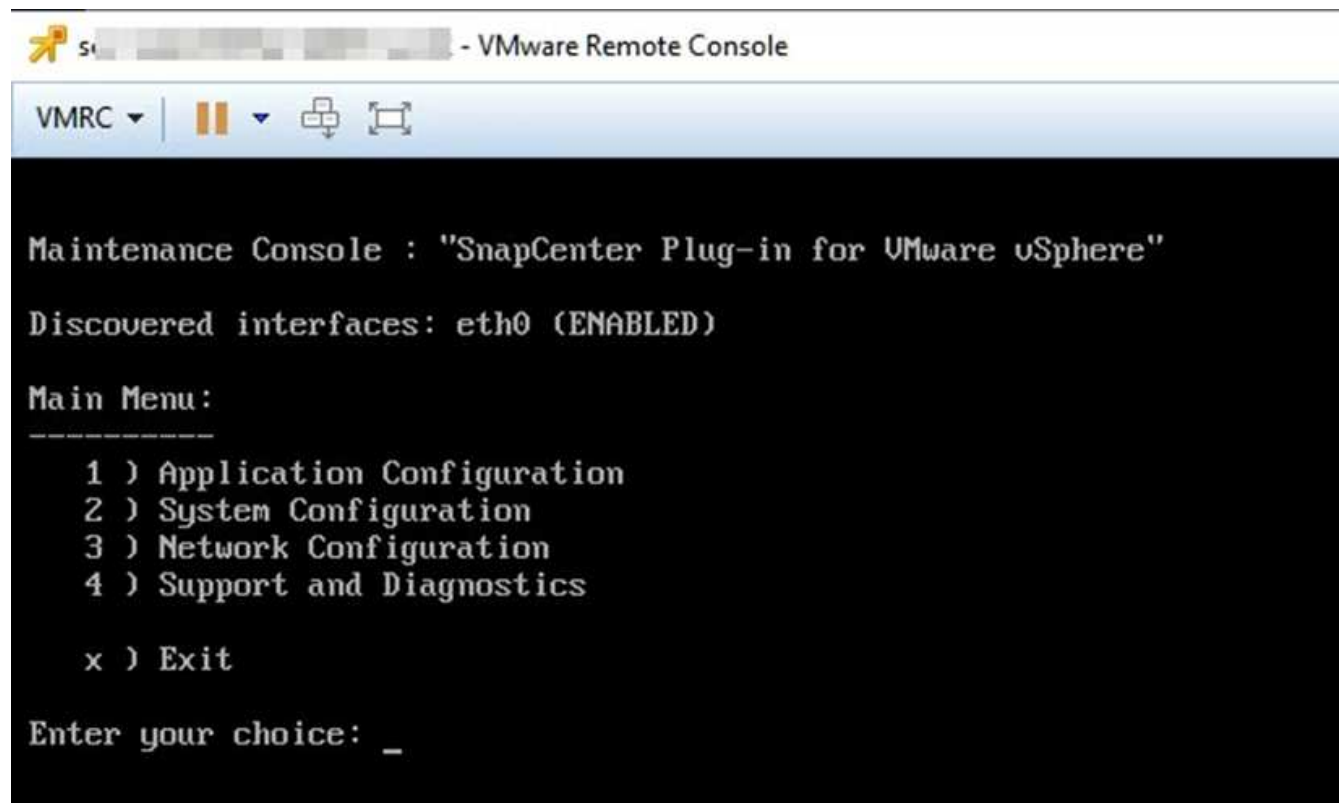 - VMware Remote Console
VMRC
Maintenance Console : "SnapCenter Plug-in for VMware vSphere"
Discovered interfaces: eth0 (ENABLED)
Main Menu:
----------
1 ) Application Configuration
2 ) System Configuration
3 ) Network Configuration
4 ) Support and Diagnostics
x ) Exit
Enter your choice: _